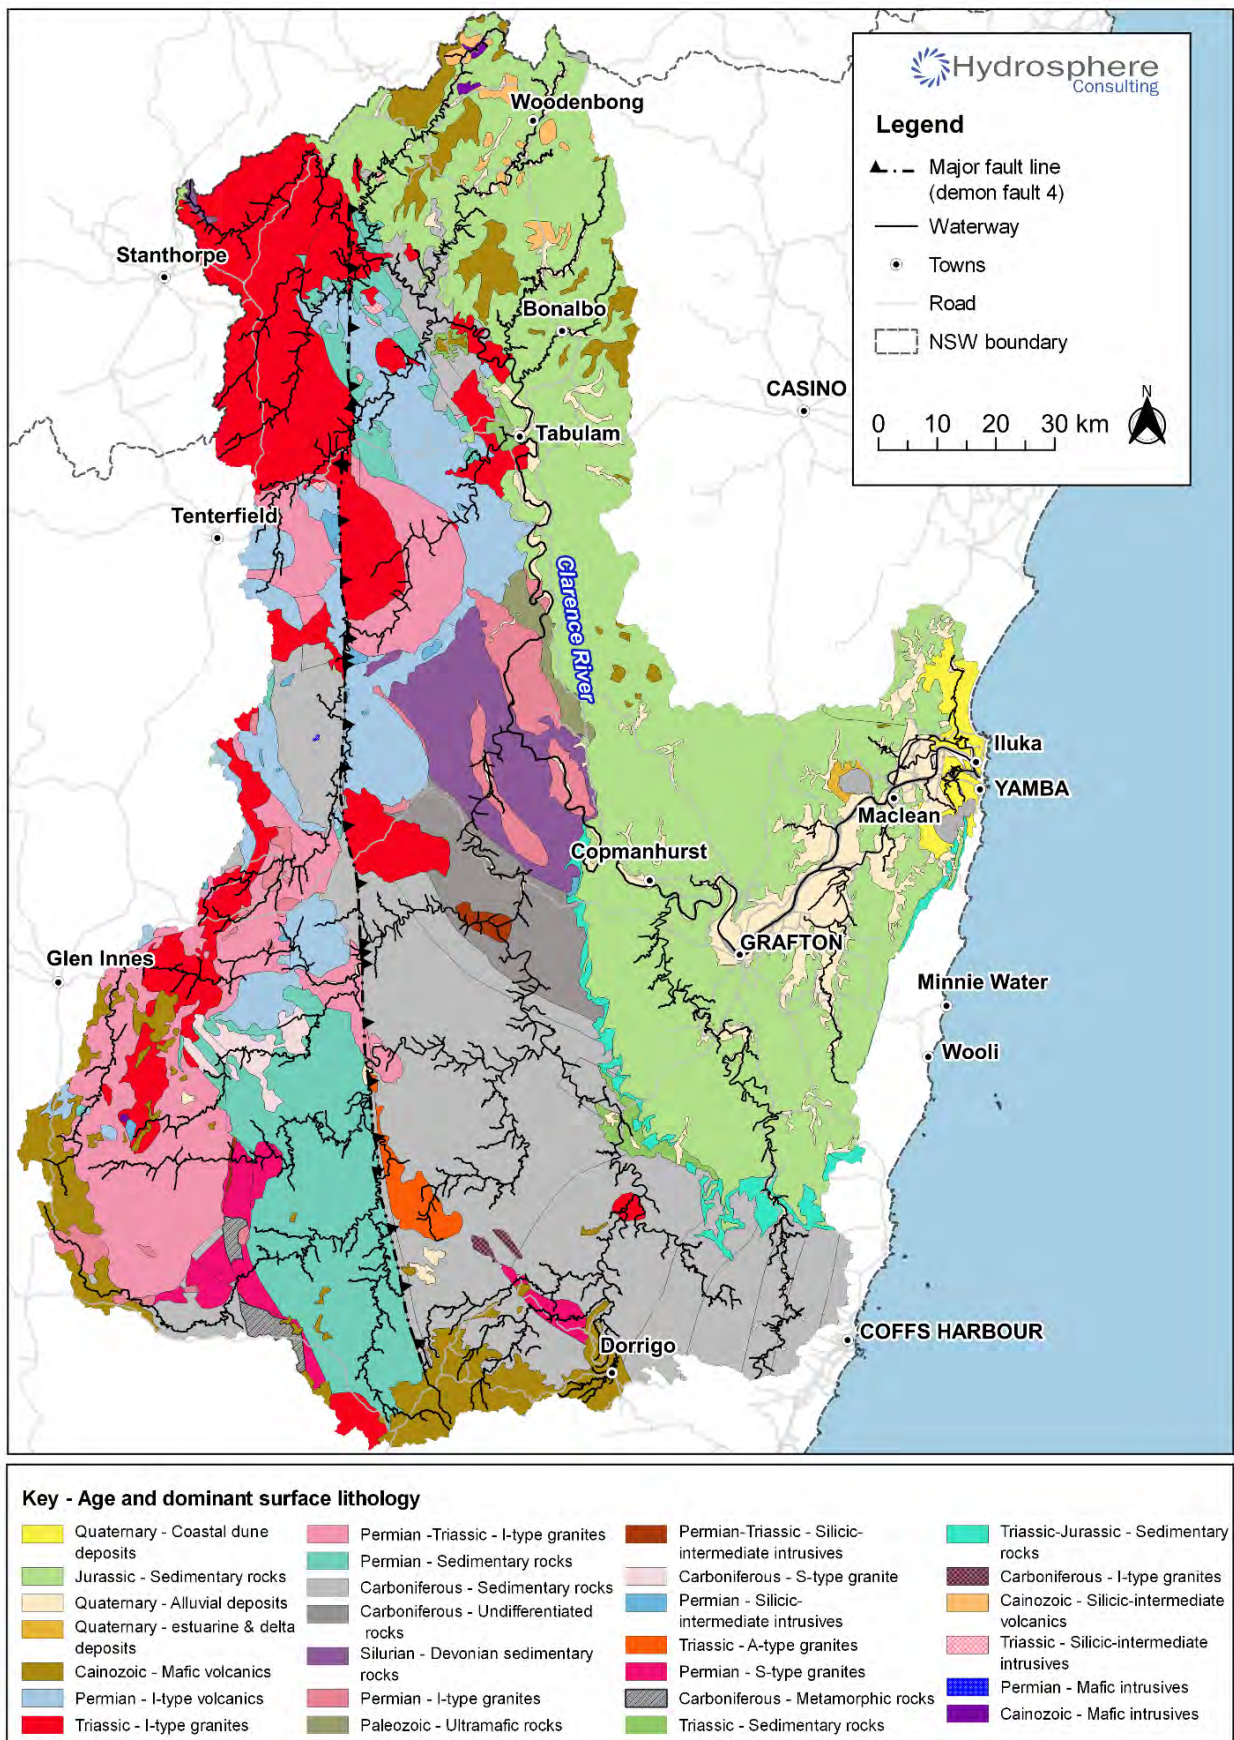 Hydrosphere
Consulting
Legend
Major fault line
(demon fault 4)
Waterway
Towns
Road
NSW boundary
N
0 10 20 30 km
Woodenbong
Stanthorpe
Bonalbo
CASINO
Tabulam
Tenterfield
Clarence River
Iluka
YAMBA
Maclean
Copmanhurst
GRAFTON
Glen Innes
Minnie Water
Wooli
COFFS HARBOUR
Dorrigo
Key - Age and dominant surface lithology
Quaternary - Coastal dune
deposits
Jurassic - Sedimentary rocks
Quaternary - Alluvial deposits
Quaternary - estuarine & delta
deposits
Cainozoic - Mafic volcanics
Permian - I-type volcanics
Triassic - I-type granites
Permian -Triassic - I-type granites
Permian - Sedimentary rocks
Carboniferous - Sedimentary rocks
Carboniferous - Undifferentiated
rocks
Silurian - Devonian sedimentary
rocks
Permian - I-type granites
Paleozoic - Ultramafic rocks
Permian-Triassic - Silicic-
intermediate intrusives
Carboniferous - S-type granite
Permian - Silicic-
intermediate intrusives
Triassic - A-type granites
Permian - S-type granites
Carboniferous - Metamorphic rocks
Triassic - Sedimentary rocks
Triassic-Jurassic - Sedimentary
rocks
Carboniferous - I-type granites
Cainozoic - Silicic-intermediate
volcanics
Triassic - Silicic-intermediate
intrusives
Permian - Mafic intrusives
Cainozoic - Mafic intrusives